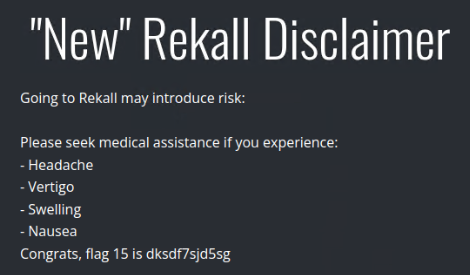 "New" Rekall Disclaimer
Going to Rekall may introduce risk:
Please seek medical assistance if you experience:
- Headache
- Vertigo
- Swelling
- Nausea
Congrats, flag 15 is dksdf7sjd5sg